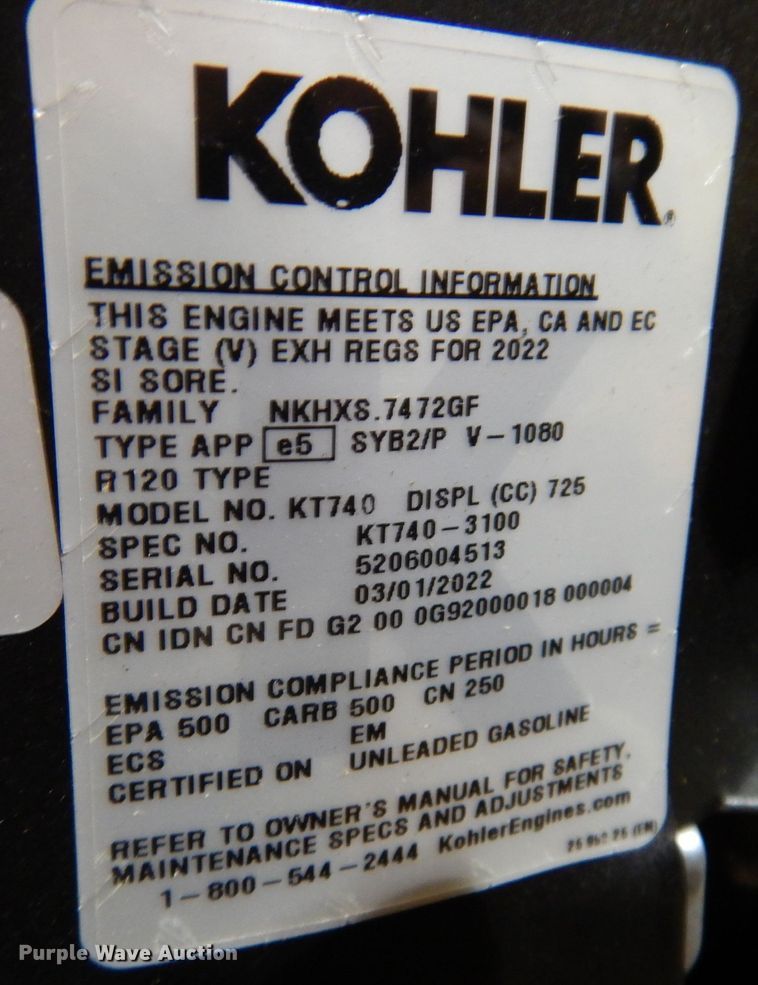 KOHLER®
EMISSION CONTROL INFORMATION
THIS ENGINE MEETS US EPA, CA AND EC
STAGE (V) EXH REGS FOR 2022
SI SORE.
FAMILY NKHXS.7472GF
TYPE APP e5 SYB2/P V-1080
R120 TYPE
MODEL NO. KT740 DISPL (CC) 725
SPEC NO. KT740-3100
SERIAL NO. 5206004513
BUILD DATE 03/01/2022
CN IDN CN FD G2 00 0G92000018 000004
EMISSION COMPLIANCE PERIOD IN HOURS =
EPA 500 CARB 500 CN 250
ECS EM
CERTIFIED ON UNLEADED GASOLINE
REFER TO OWNER'S MANUAL FOR SAFETY,
MAINTENANCE SPECS AND ADJUSTMENTS
1-800-544-2444 KohlerEngines.com
Purple Wave Auction